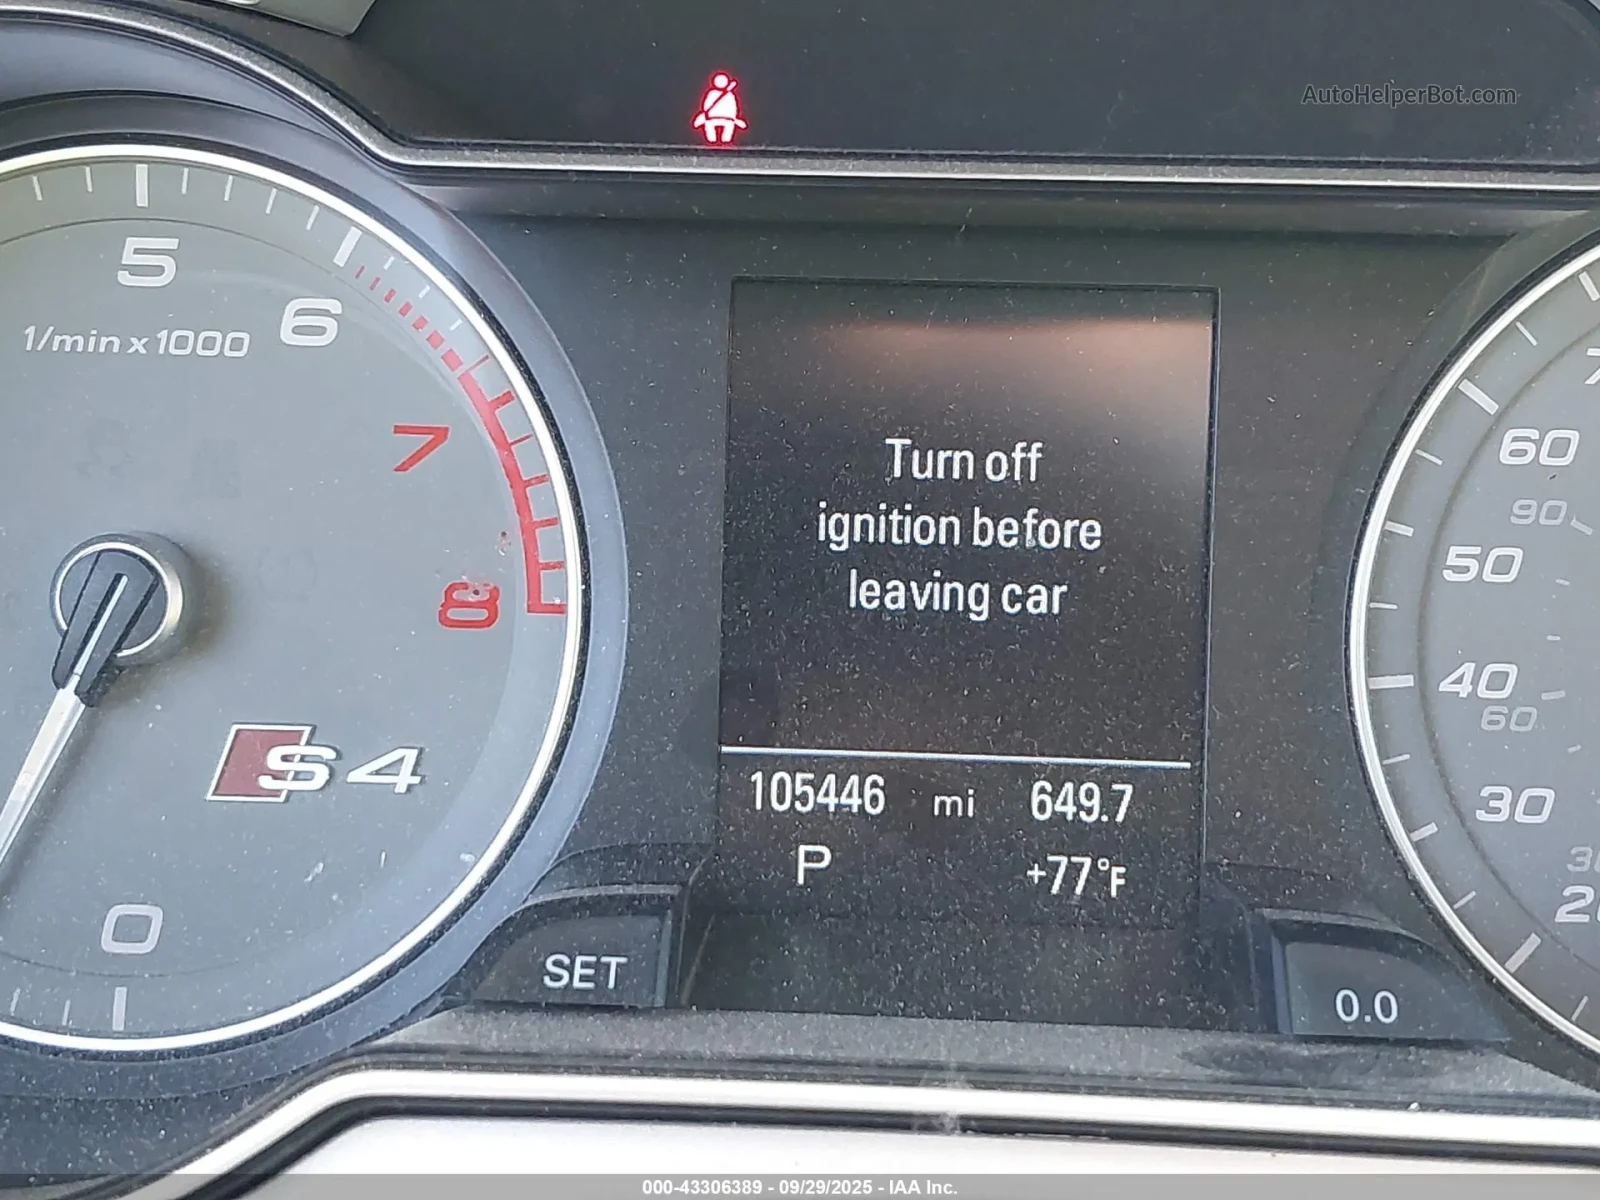 AutoHelperBot.com
5
6
1/min x 1000
7
8
S4
0
Turn off
ignition before
leaving car
105446 mi 649.7
P +77°F
SET
0.0
60
90
50
40
60
30
000-43306389 - 09/29/2025 - IAA Inc.